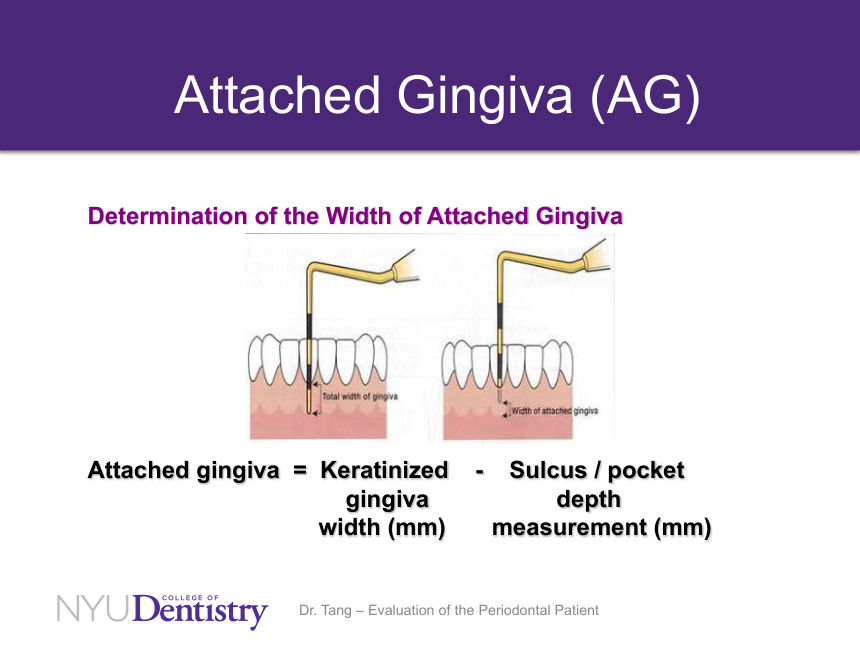 Attached Gingiva (AG)
Determination of the Width of Attached Gingiva
Total width of gingiva
Width of attached gingiva
Attached gingiva = Keratinized - Sulcus / pocket
gingiva depth
width (mm) measurement (mm)
NYU COLLEGE OF Dentistry
Dr. Tang – Evaluation of the Periodontal Patient